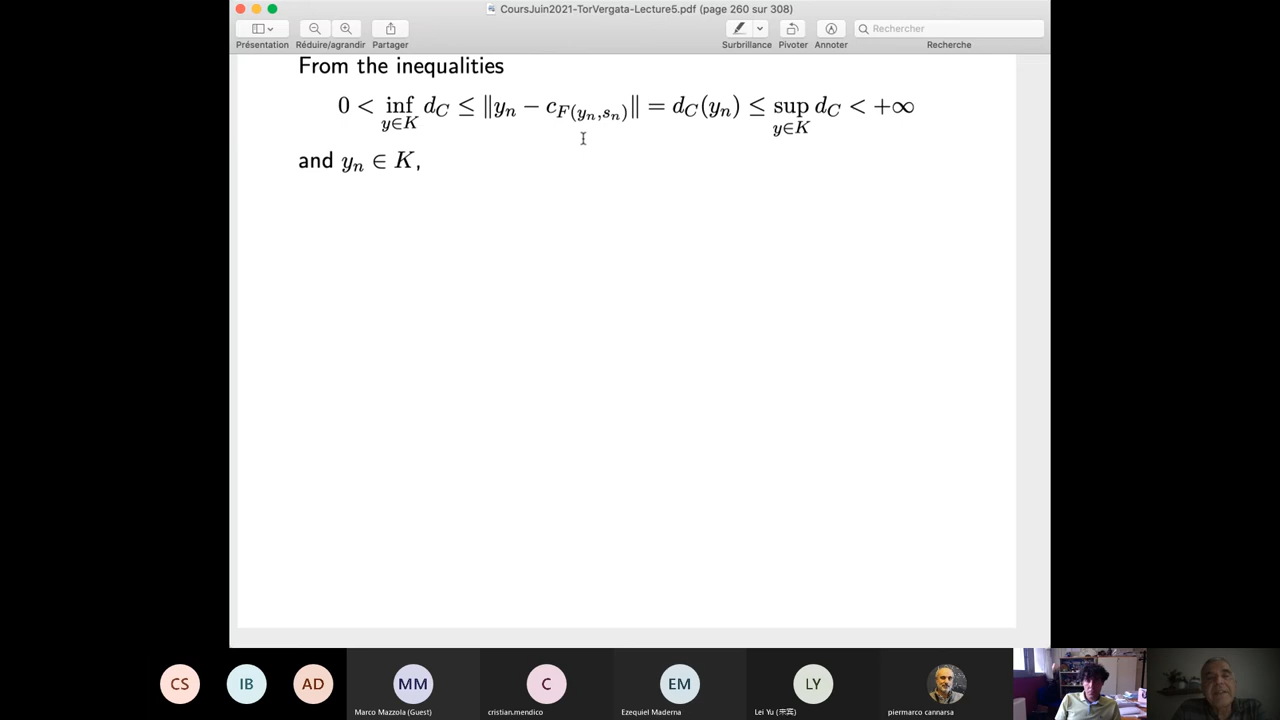 CoursJuin2021-TorVergata-Lecture5.pdf (page 260 sur 308)
Présentation Réduire/agrandir Partager Surbrillance Pivoter Annoter Rechercher Recherche
From the inequalities
0 < inf_{y∈K} d_C ≤ ‖y_n − c_{F(y_n,s_n)}‖ = d_C(y_n) ≤ sup_{y∈K} d_C < +∞
and y_n ∈ K,
CS IB AD MM C EM LY
Marco Mazzola (Guest) cristian.mendico Ezequiel Maderna Lei Yu (宋宾) piermarco cannarsa